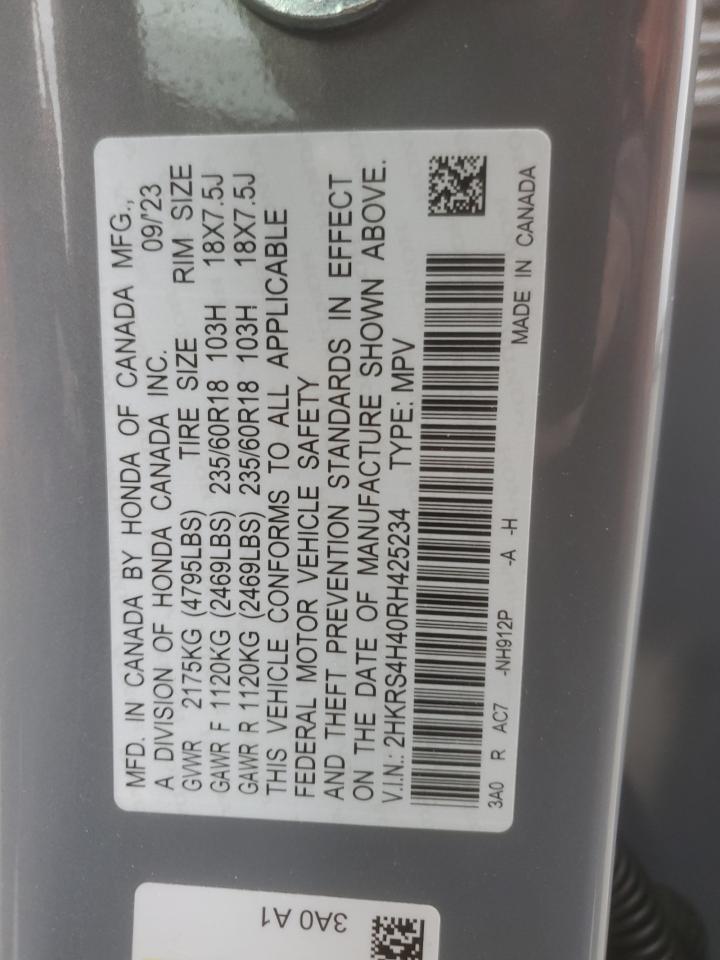 MFD. IN CANADA BY HONDA OF CANADA MFG.,
A DIVISION OF HONDA CANADA INC. 09/'23
GVWR 2175KG (4795LBS) TIRE SIZE RIM SIZE
GAWR F 1120KG (2469LBS) 235/60R18 103H 18X7.5J
GAWR R 1120KG (2469LBS) 235/60R18 103H 18X7.5J
THIS VEHICLE CONFORMS TO ALL APPLICABLE
FEDERAL MOTOR VEHICLE SAFETY
AND THEFT PREVENTION STANDARDS IN EFFECT
ON THE DATE OF MANUFACTURE SHOWN ABOVE.
V.I.N.: 2HKRS4H40RH425234 TYPE: MPV
3A0 R AC7 -NH912P -A -H MADE IN CANADA
3A0 A1